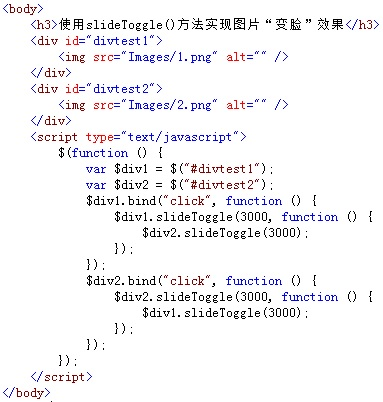 <body>
<h3>使用slideToggle()方法实现图片“变脸”效果</h3>
<div id="divtest1">
<img src="Images/1.png" alt="" />
</div>
<div id="divtest2">
<img src="Images/2.png" alt="" />
</div>
<script type="text/javascript">
$(function () {
var $div1 = $("#divtest1");
var $div2 = $("#divtest2");
$div1.bind("click", function () {
$div1.slideToggle(3000, function () {
$div2.slideToggle(3000);
});
});
$div2.bind("click", function () {
$div2.slideToggle(3000, function () {
$div1.slideToggle(3000);
});
});
});
</script>
</body>